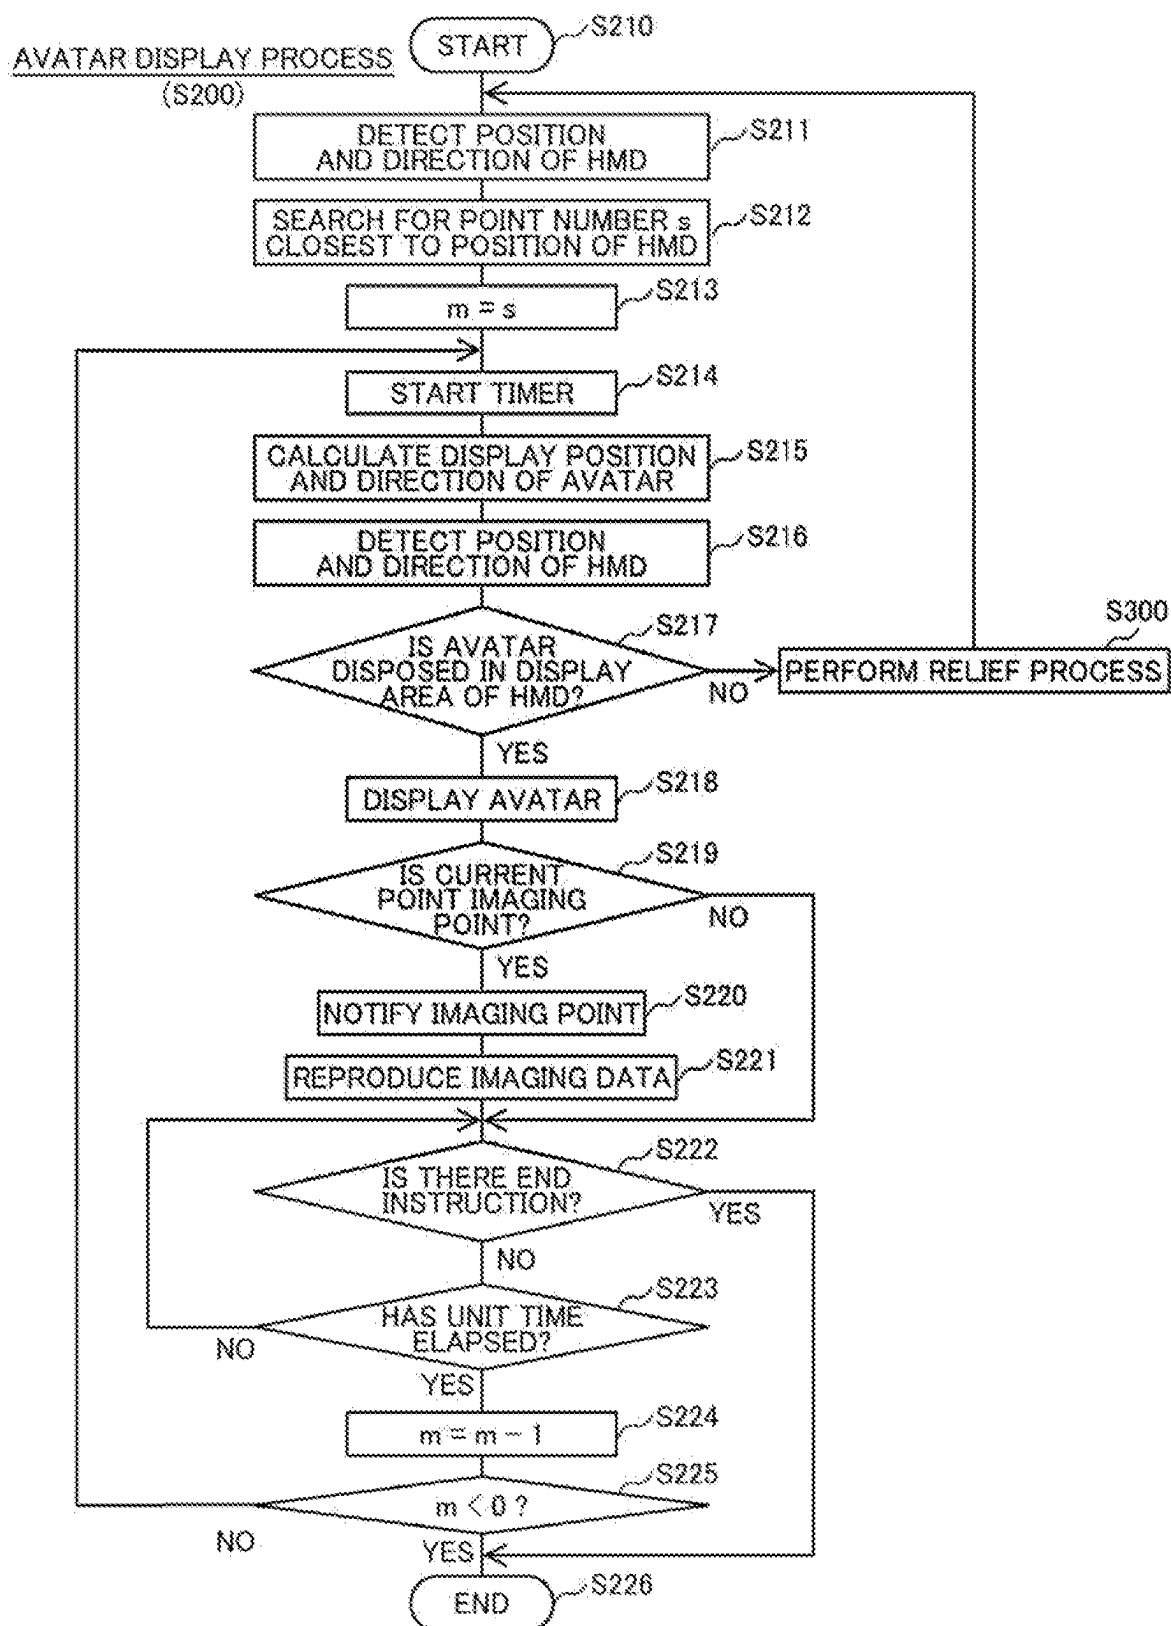 AVATAR DISPLAY PROCESS
(S200)
START
S210
DETECT POSITION
AND DIRECTION OF HMD
S211
SEARCH FOR POINT NUMBER s
CLOSEST TO POSITION OF HMD
S212
m = s
S213
START TIMER
S214
CALCULATE DISPLAY POSITION
AND DIRECTION OF AVATAR
S215
DETECT POSITION
AND DIRECTION OF HMD
S216
IS AVATAR
DISPOSED IN DISPLAY
AREA OF HMD?
S217
NO
PERFORM RELIEF PROCESS
S300
YES
DISPLAY AVATAR
S218
IS CURRENT
POINT IMAGING
POINT?
S219
NO
YES
NOTIFY IMAGING POINT
S220
REPRODUCE IMAGING DATA
S221
IS THERE END
INSTRUCTION?
S222
YES
NO
HAS UNIT TIME
ELAPSED?
S223
NO
YES
m = m − 1
S224
m < 0 ?
S225
NO
YES
END
S226